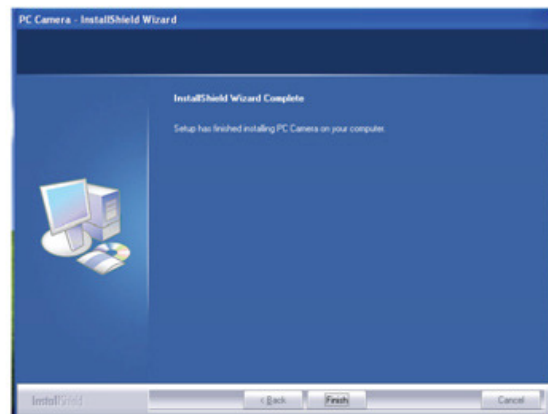 PC Camera - InstallShield Wizard
InstallShield Wizard Complete
Setup has finished installing PC Camera on your computer.
InstallShield
< Back
Finish
Cancel